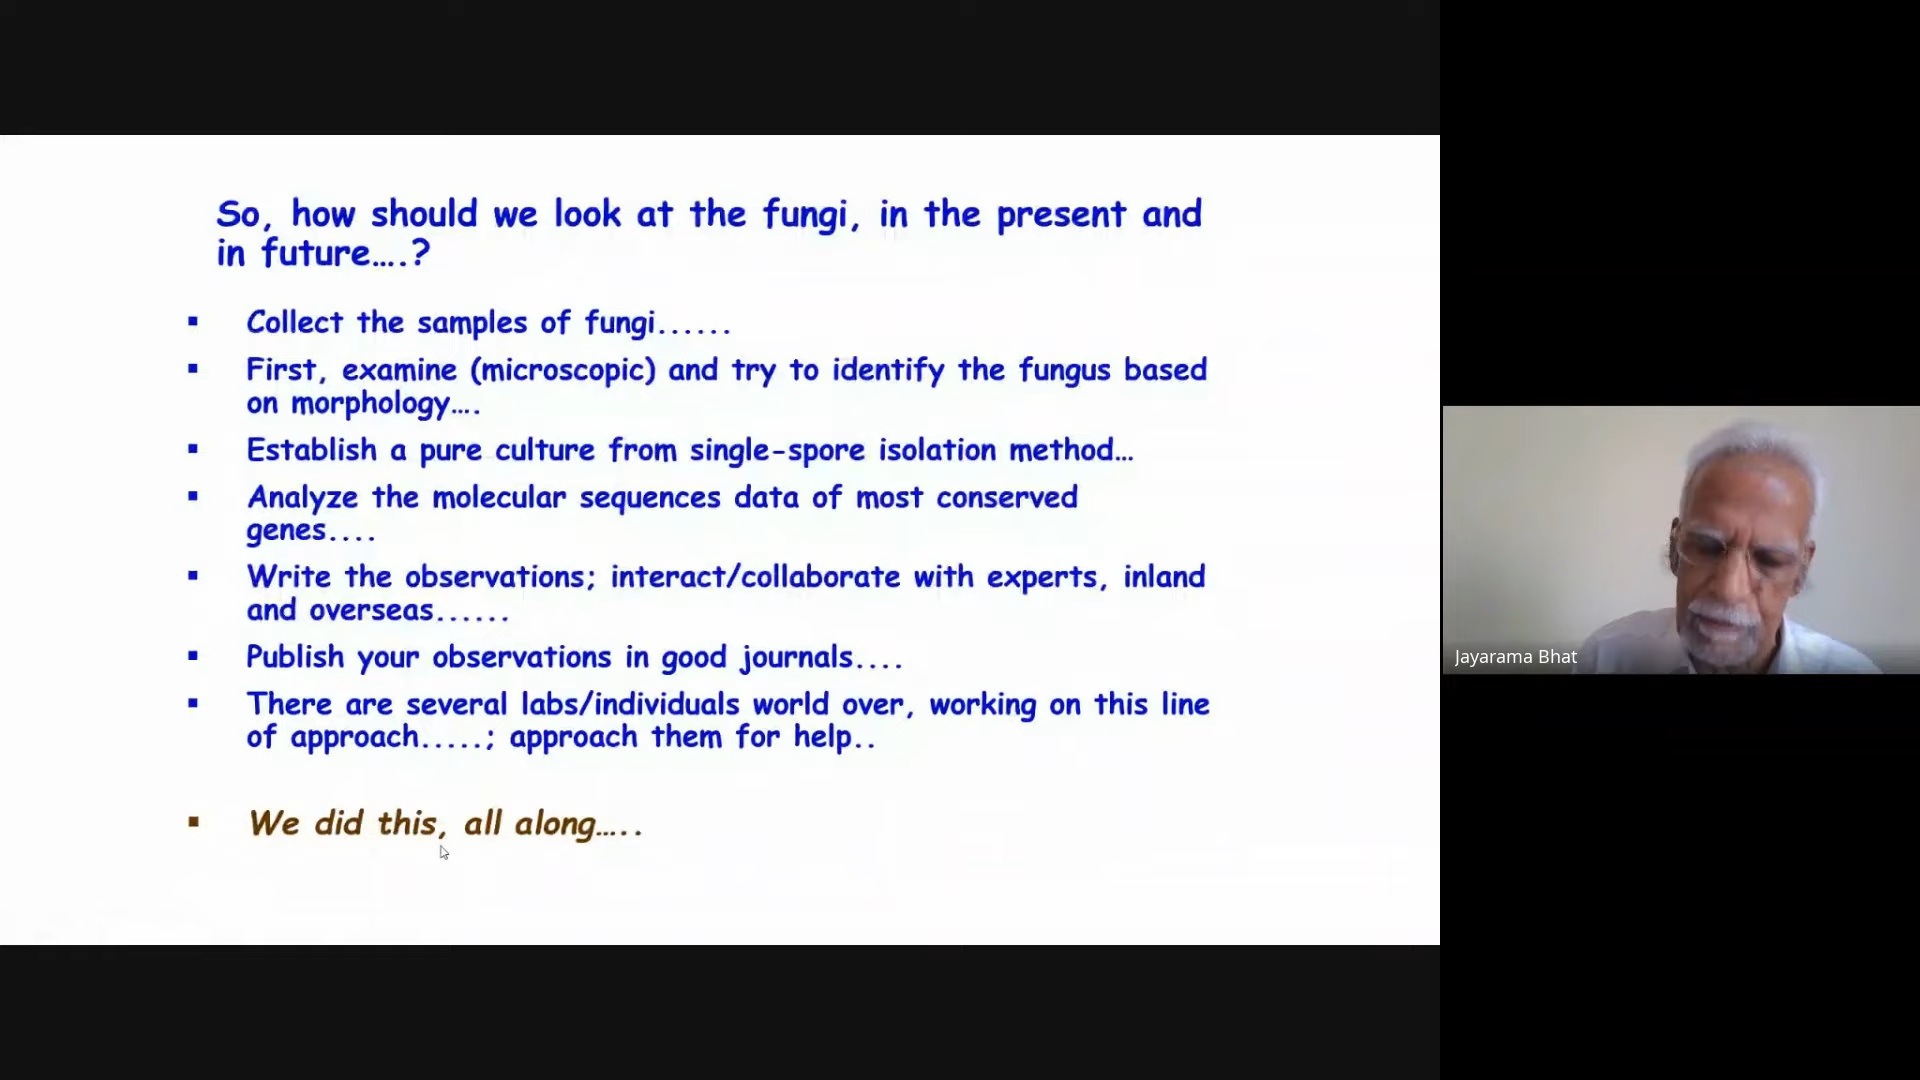 So, how should we look at the fungi, in the present and
in future....?
▪ Collect the samples of fungi......
▪ First, examine (microscopic) and try to identify the fungus based
on morphology....
▪ Establish a pure culture from single-spore isolation method...
▪ Analyze the molecular sequences data of most conserved
genes....
▪ Write the observations; interact/collaborate with experts, inland
and overseas......
▪ Publish your observations in good journals....
▪ There are several labs/individuals world over, working on this line
of approach.....; approach them for help..
▪ We did this, all along.....
Jayarama Bhat